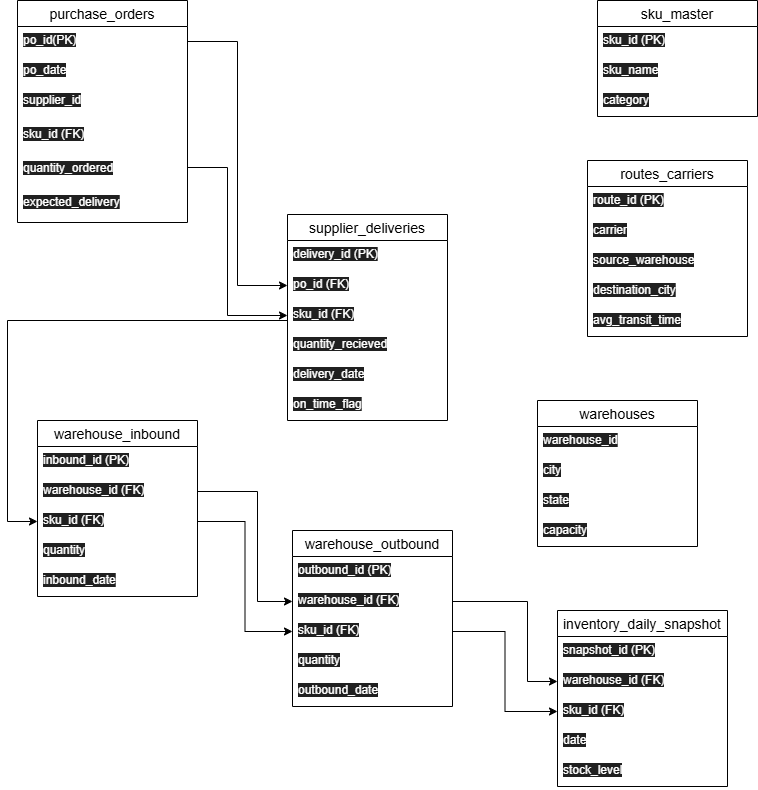 purchase_orders
po_id(PK)
po_date
supplier_id
sku_id (FK)
quantity_ordered
expected_delivery
sku_master
sku_id (PK)
sku_name
category
routes_carriers
route_id (PK)
carrier
source_warehouse
destination_city
avg_transit_time
supplier_deliveries
delivery_id (PK)
po_id (FK)
sku_id (FK)
quantity_recieved
delivery_date
on_time_flag
warehouses
warehouse_id
city
state
capacity
warehouse_inbound
inbound_id (PK)
warehouse_id (FK)
sku_id (FK)
quantity
inbound_date
warehouse_outbound
outbound_id (PK)
warehouse_id (FK)
sku_id (FK)
quantity
outbound_date
inventory_daily_snapshot
snapshot_id (PK)
warehouse_id (FK)
sku_id (FK)
date
stock_level